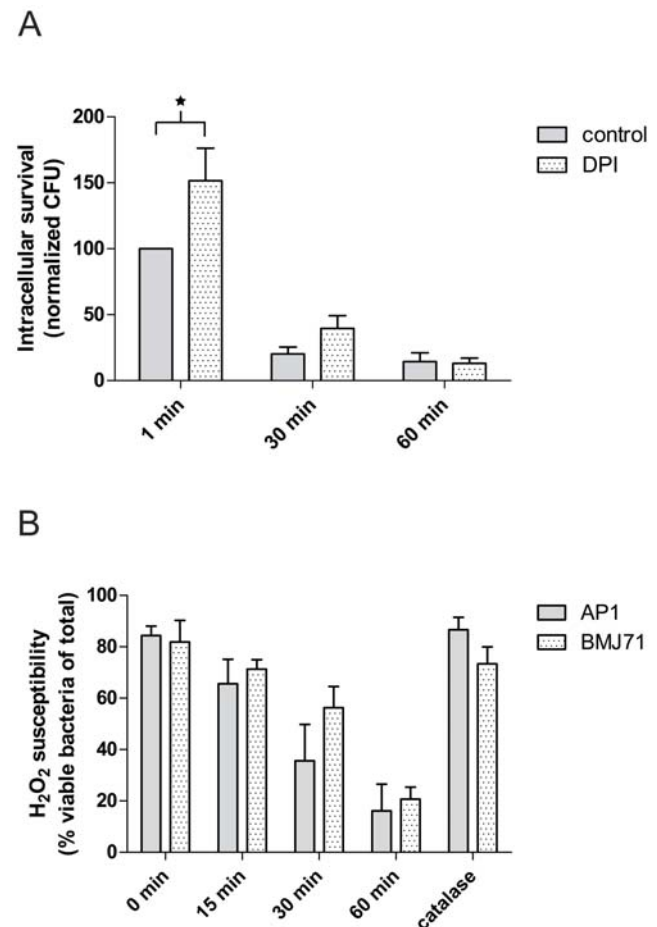 A
Intracellular survival
(normalized CFU)
200
150
100
50
0
★
1 min
30 min
60 min
control
DPI
B
H₂O₂ susceptibility
(% viable bacteria of total)
100
80
60
40
20
0
0 min
15 min
30 min
60 min
catalase
AP1
BMJ71